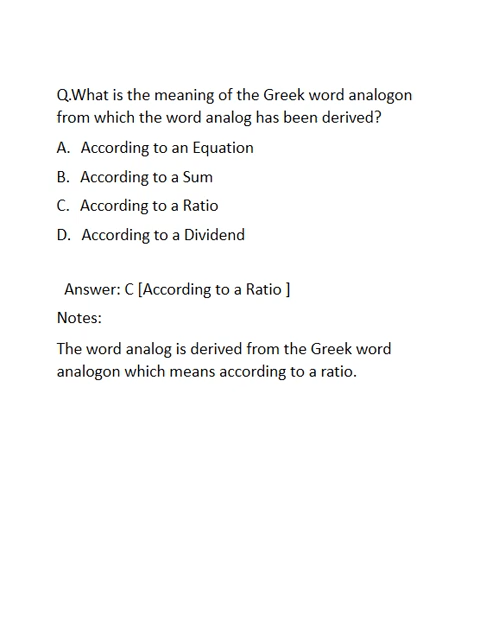 Q.What is the meaning of the Greek word analogon
from which the word analog has been derived?
A. According to an Equation
B. According to a Sum
C. According to a Ratio
D. According to a Dividend
Answer: C [According to a Ratio ]
Notes:
The word analog is derived from the Greek word
analogon which means according to a ratio.